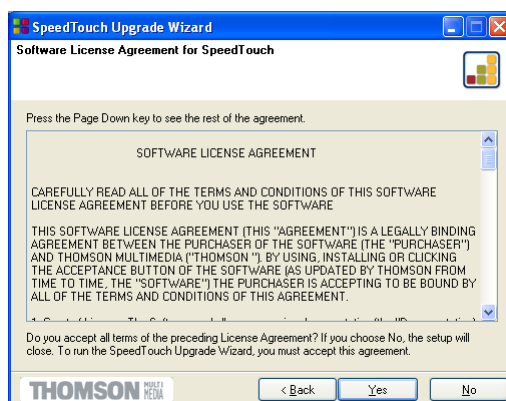 SpeedTouch Upgrade Wizard
Software License Agreement for SpeedTouch
Press the Page Down key to see the rest of the agreement.
SOFTWARE LICENSE AGREEMENT
CAREFULLY READ ALL OF THE TERMS AND CONDITIONS OF THIS SOFTWARE
LICENSE AGREEMENT BEFORE YOU USE THE SOFTWARE
THIS SOFTWARE LICENSE AGREEMENT (THIS "AGREEMENT") IS A LEGALLY BINDING
AGREEMENT BETWEEN THE PURCHASER OF THE SOFTWARE (THE "PURCHASER")
AND THOMSON MULTIMEDIA ("THOMSON "). BY USING, INSTALLING OR CLICKING
THE ACCEPTANCE BUTTON OF THE SOFTWARE (AS UPDATED BY THOMSON FROM
TIME TO TIME, THE "SOFTWARE") THE PURCHASER IS ACCEPTING TO BE BOUND BY
ALL OF THE TERMS AND CONDITIONS OF THIS AGREEMENT.
Do you accept all terms of the preceding License Agreement? If you choose No, the setup will
close. To run the SpeedTouch Upgrade Wizard, you must accept this agreement.
THOMSON MULTI MEDIA
< Back
Yes
No